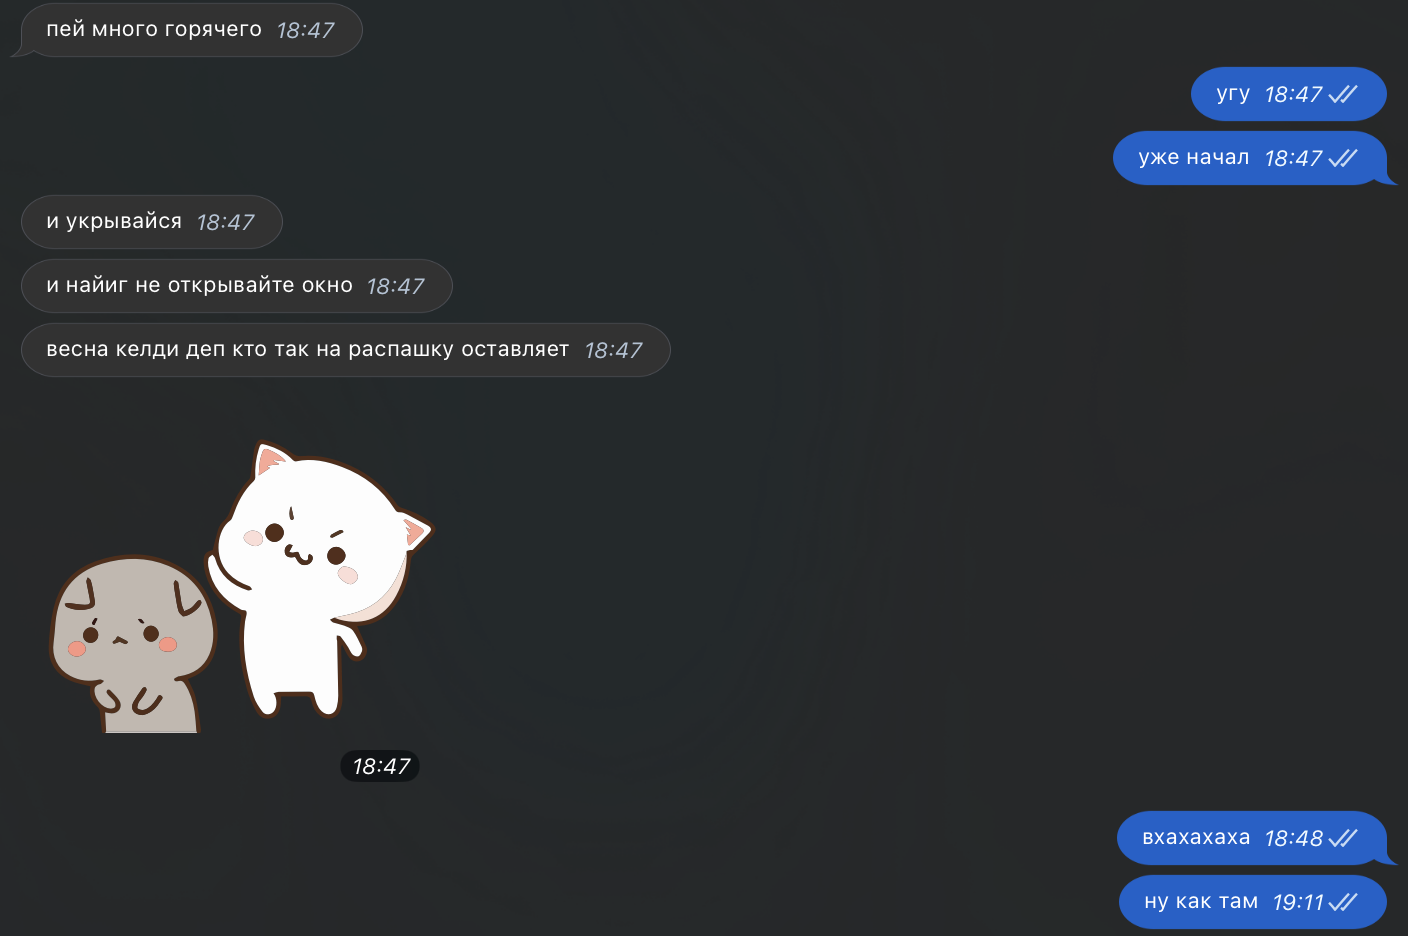 пей много горячего 18:47
угу 18:47
уже начал 18:47
и укрывайся 18:47
и найиг не открывайте окно 18:47
весна келди деп кто так на распашку оставляет 18:47
18:47
вхахахаха 18:48
ну как там 19:11